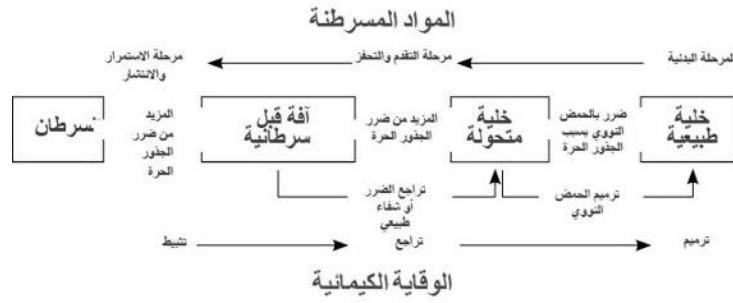 المواد المسرطنة
المرحلة البدئية
مرحلة التقدم والتحفز
مرحلة الاستمرار
والانتشار
خلية
طبيعية
ضرر بالحمض
النووي بسبب
الجذور الحرة
خلية
متحولة
المزيد من ضرر
الجذور الحرة
آفة قبل
سرطانية
المزيد
من ضرر
الجذور
الحرة
السرطان
ترميم الحمض
النووي
تراجع الضرر
أو شفاء
طبيعي
تثبيط
تراجع
ترميم
الوقاية الكيمائية